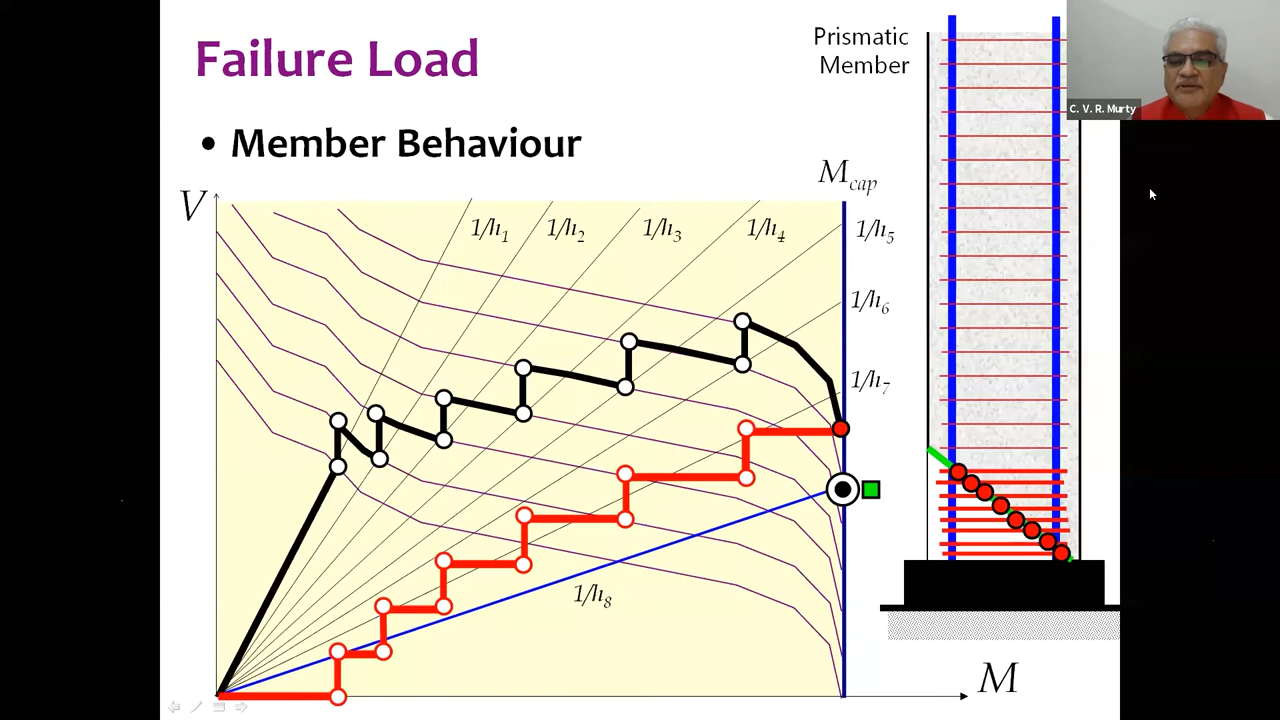 Failure Load
• Member Behaviour
Prismatic
Member
C. V. R. Murty
V
M_cap
1/h₁
1/h₂
1/h₃
1/h₄
1/h₅
1/h₆
1/h₇
1/h₈
M